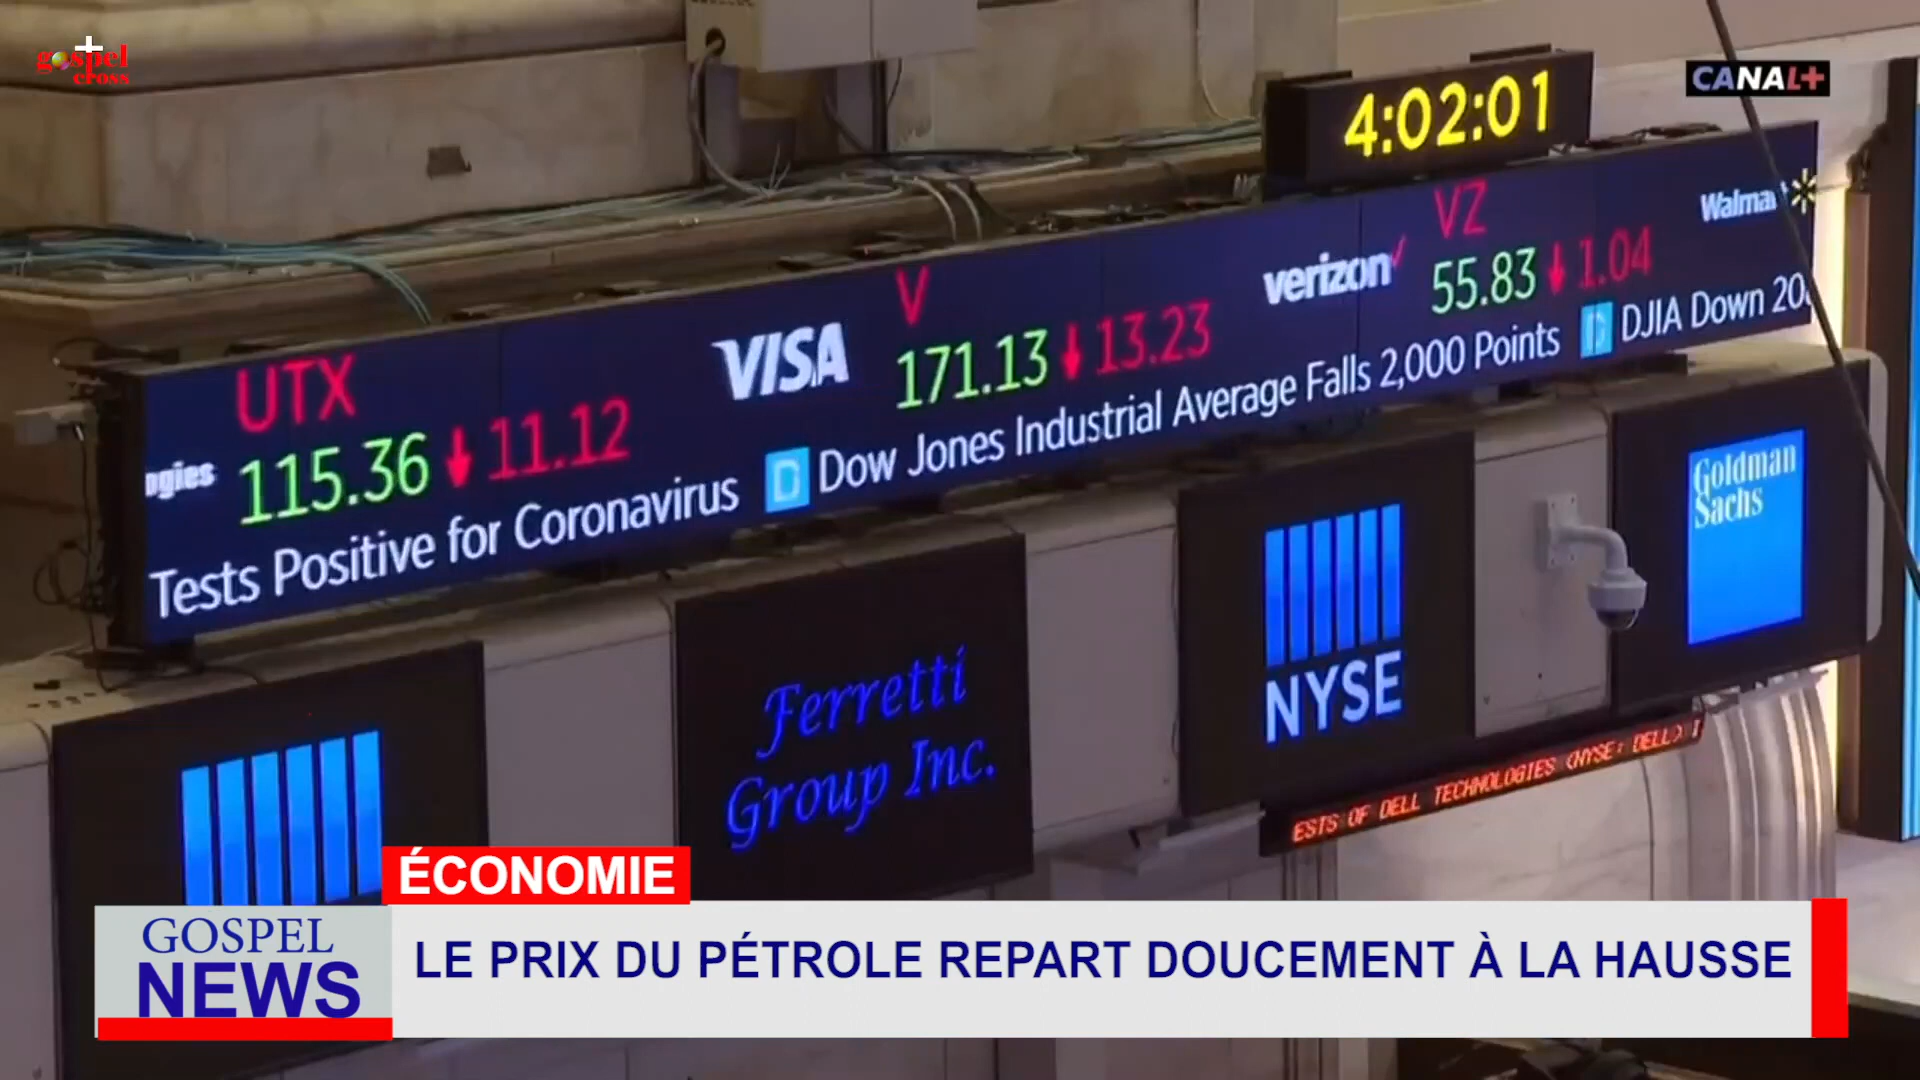 gospel
cross
CANAL+
4:02:01
UTX
115.36 11.12
VISA
V
171.13 13.23
verizon
VZ
55.83 1.04
Walmart
Tests Positive for Coronavirus D Dow Jones Industrial Average Falls 2,000 Points D DJIA Down
Ferretti
Group Inc.
NYSE
Goldman
Sachs
ESTS OF DELL TECHNOLOGIES (NYSE: DELL)
ÉCONOMIE
GOSPEL
NEWS
LE PRIX DU PÉTROLE REPART DOUCEMENT À LA HAUSSE